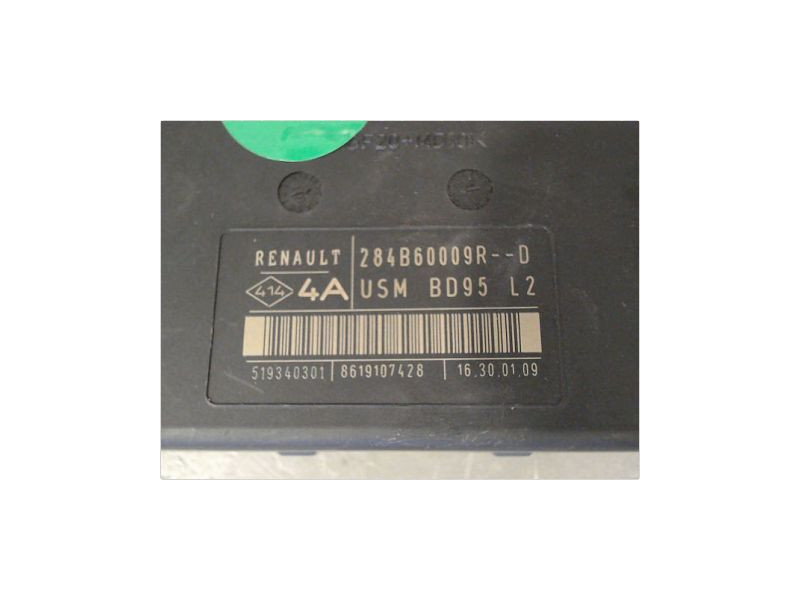 RENAULT 284B60009R--D
414 4A USM BD95 L2
519340301 8619107428 16.30.01.09